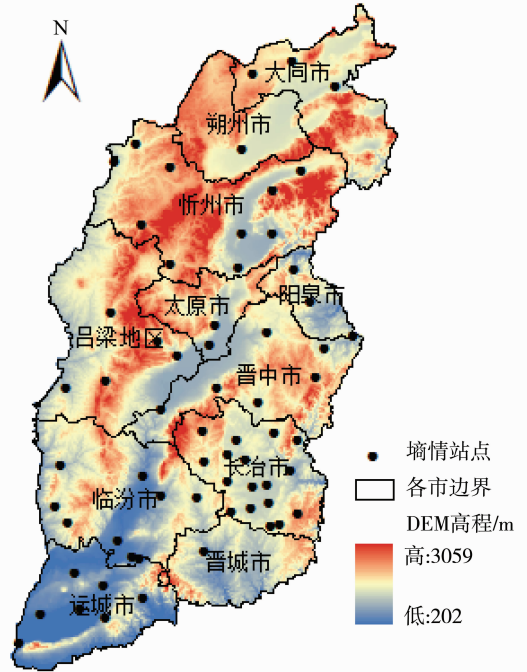 N
大同市
朔州市
忻州市
太原市
阳泉市
吕梁地区
晋中市
长治市
临汾市
晋城市
运城市
墒情站点
各市边界
DEM高程/m
高:3059
低:202